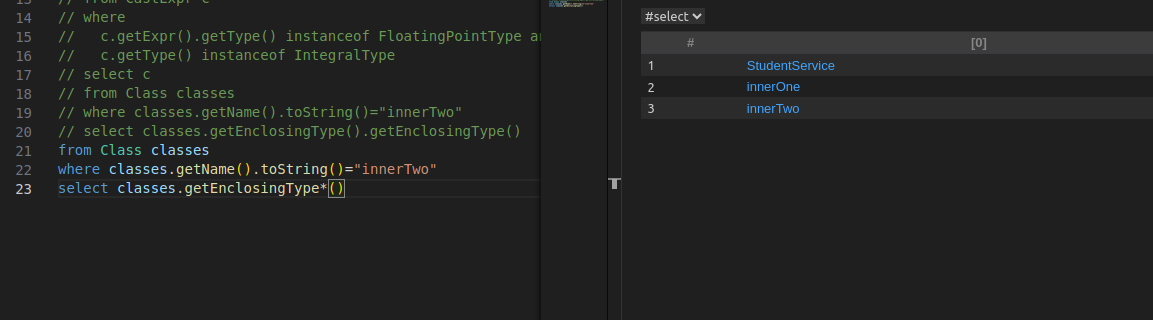 13 // from CastExpr c
14 // where
15 //   c.getExpr().getType() instanceof FloatingPointType
16 //   c.getType() instanceof IntegralType
17 // select c
18 // from Class classes
19 // where classes.getName().toString()="innerTwo"
20 // select classes.getEnclosingType().getEnclosingType()
21 from Class classes
22 where classes.getName().toString()="innerTwo"
23 select classes.getEnclosingType*()
#select
# [0]
1 StudentService
2 innerOne
3 innerTwo